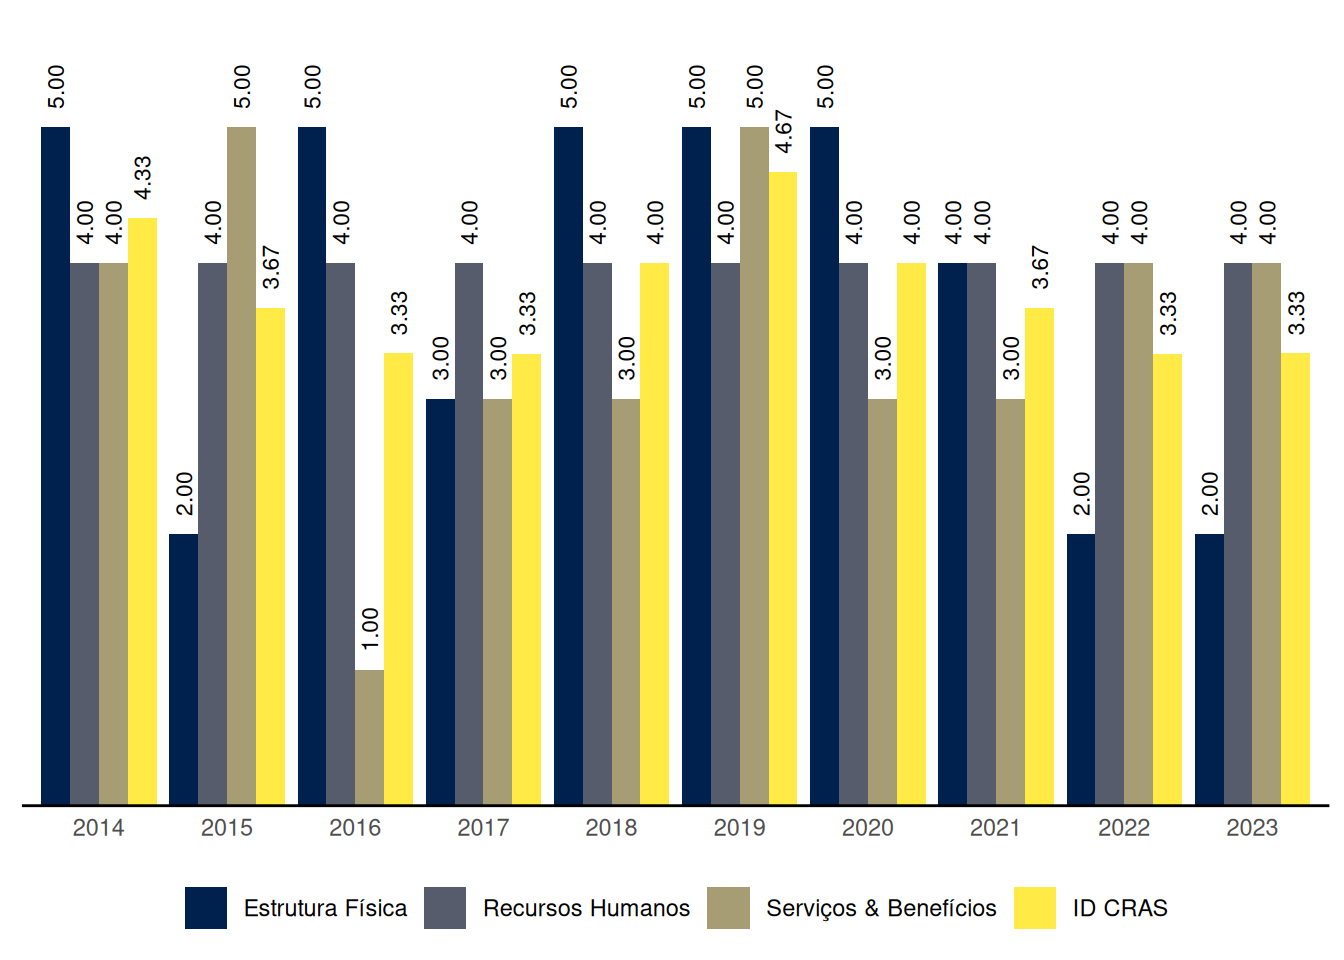 5.00 4.00 4.00 4.33 2.00 4.00 5.00 3.67 5.00 4.00 1.00 3.33 3.00 4.00 3.00 3.33 5.00 4.00 3.00 4.00 5.00 4.00 5.00 4.67 5.00 4.00 3.00 4.00 4.00 4.00 3.00 3.67 2.00 4.00 4.00 3.33 2.00 4.00 4.00 3.33
2014 2015 2016 2017 2018 2019 2020 2021 2022 2023
Estrutura Física Recursos Humanos Serviços & Benefícios ID CRAS